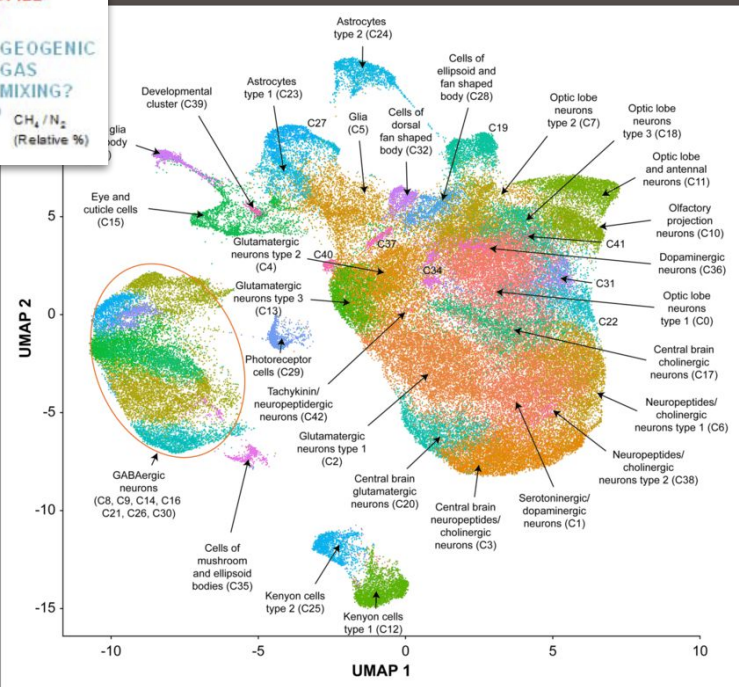 GEOGENIC
GAS
MIXING?
CH₄ / N₂
(Relative %)
Astrocytes
type 2 (C24)
Developmental
cluster (C39)
Astrocytes
type 1 (C23)
C27
Glia
(C5)
Cells of
dorsal
fan shaped
body (C32)
Cells of
ellipsoid and
fan shaped
body (C28)
C19
Optic lobe
neurons
type 2 (C7)
Optic lobe
neurons
type 3 (C18)
Optic lobe
and antennal
neurons (C11)
glia
Eye and
cuticle cells
(C15)
Olfactory
projection
neurons (C10)
C41
Glutamatergic
neurons type 2
(C4)
C40
C37
C34
Dopaminergic
neurons (C36)
C31
Glutamatergic
neurons type 3
(C13)
Optic lobe
neurons
type 1 (C0)
C22
Photoreceptor
cells (C29)
Central brain
cholinergic
neurons (C17)
Tachykinin/
neuropeptidergic
neurons (C42)
Neuropeptides/
cholinergic
neurons type 1 (C6)
Glutamatergic
neurons type 1
(C2)
Neuropeptides/
cholinergic
neurons type 2 (C38)
GABAergic
neurons
(C8, C9, C14, C16
C21, C26, C30)
Central brain
glutamatergic
neurons (C20)
Central brain
neuropeptides/
cholinergic
neurons (C3)
Serotoninergic/
dopaminergic
neurons (C1)
Cells of
mushroom
and ellipsoid
bodies (C35)
Kenyon cells
type 2 (C25)
Kenyon cells
type 1 (C12)
UMAP 2
5
0
-5
-10
-15
-10
-5
0
5
10
UMAP 1